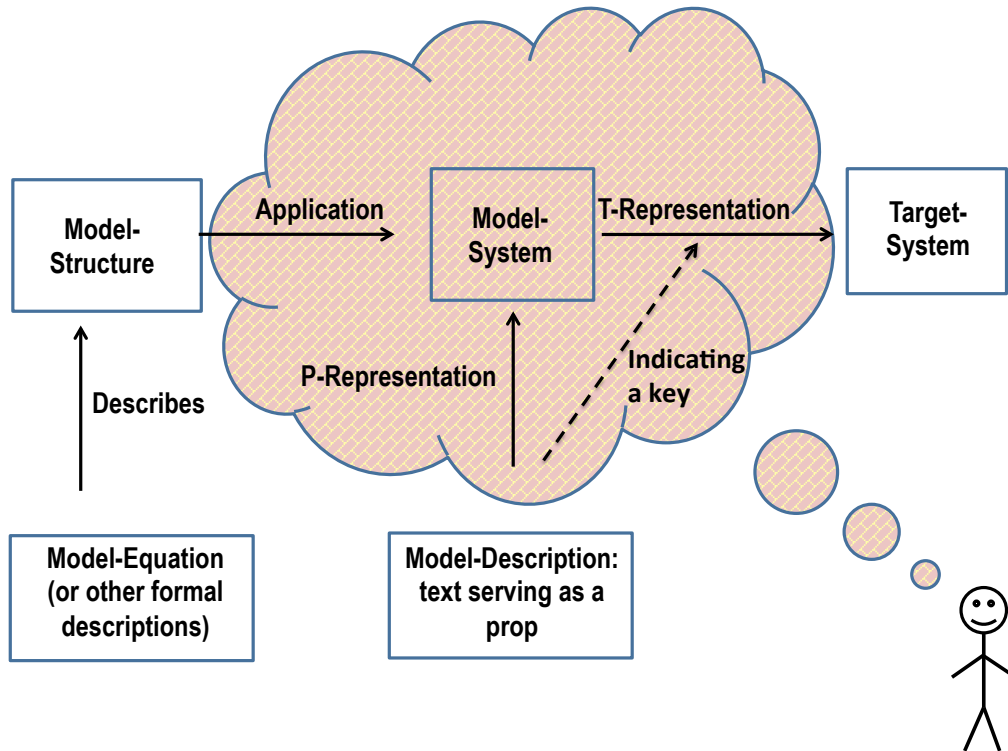 Model-
Structure
Application
Model-
System
T-Representation
Target-
System
Describes
P-Representation
Indicating
a key
Model-Equation
(or other formal
descriptions)
Model-Description:
text serving as a
prop